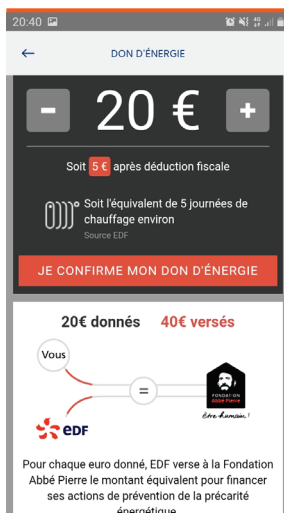 20:40
4G
DON D'ÉNERGIE
- 20 € +
Soit 5 € après déduction fiscale
Soit l'équivalent de 5 journées de
chauffage environ
Source EDF
JE CONFIRME MON DON D'ÉNERGIE
20€ donnés 40€ versés
Vous
=
FONDATION
Abbé Pierre
être humain !
eDF
Pour chaque euro donné, EDF verse à la Fondation
Abbé Pierre le montant équivalent pour financer
ses actions de prévention de la précarité
énergétique